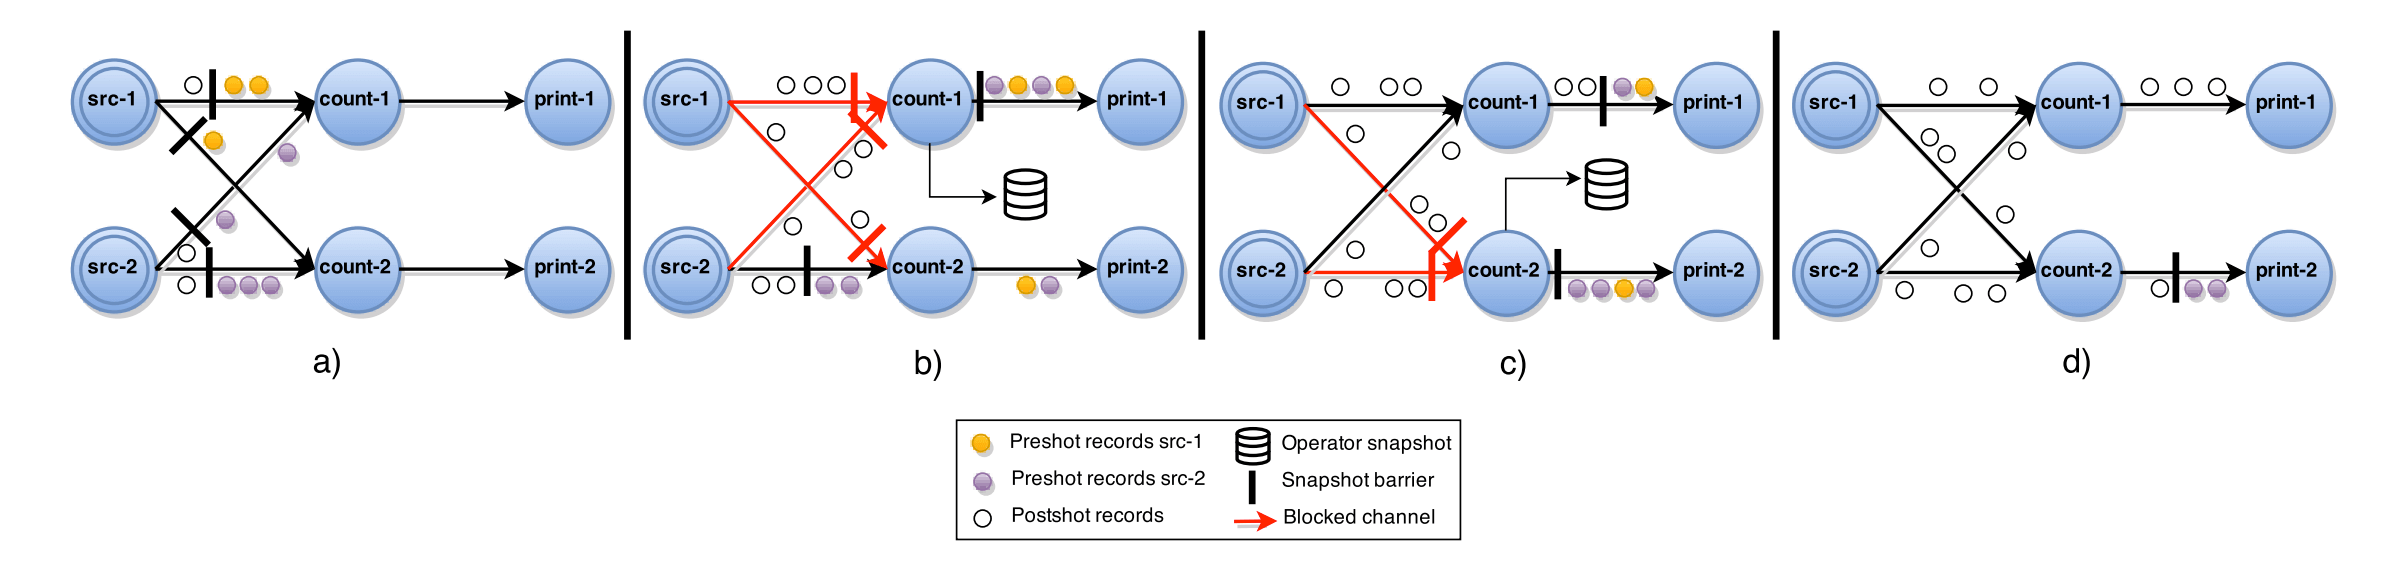 src-1 count-1 print-1 src-1 count-1 print-1 src-1 count-1 print-1 src-1 count-1 print-1
src-2 count-2 print-2 src-2 count-2 print-2 src-2 count-2 print-2 src-2 count-2 print-2
a) b) c) d)
Preshot records src-1 Operator snapshot
Preshot records src-2 Snapshot barrier
Postshot records Blocked channel